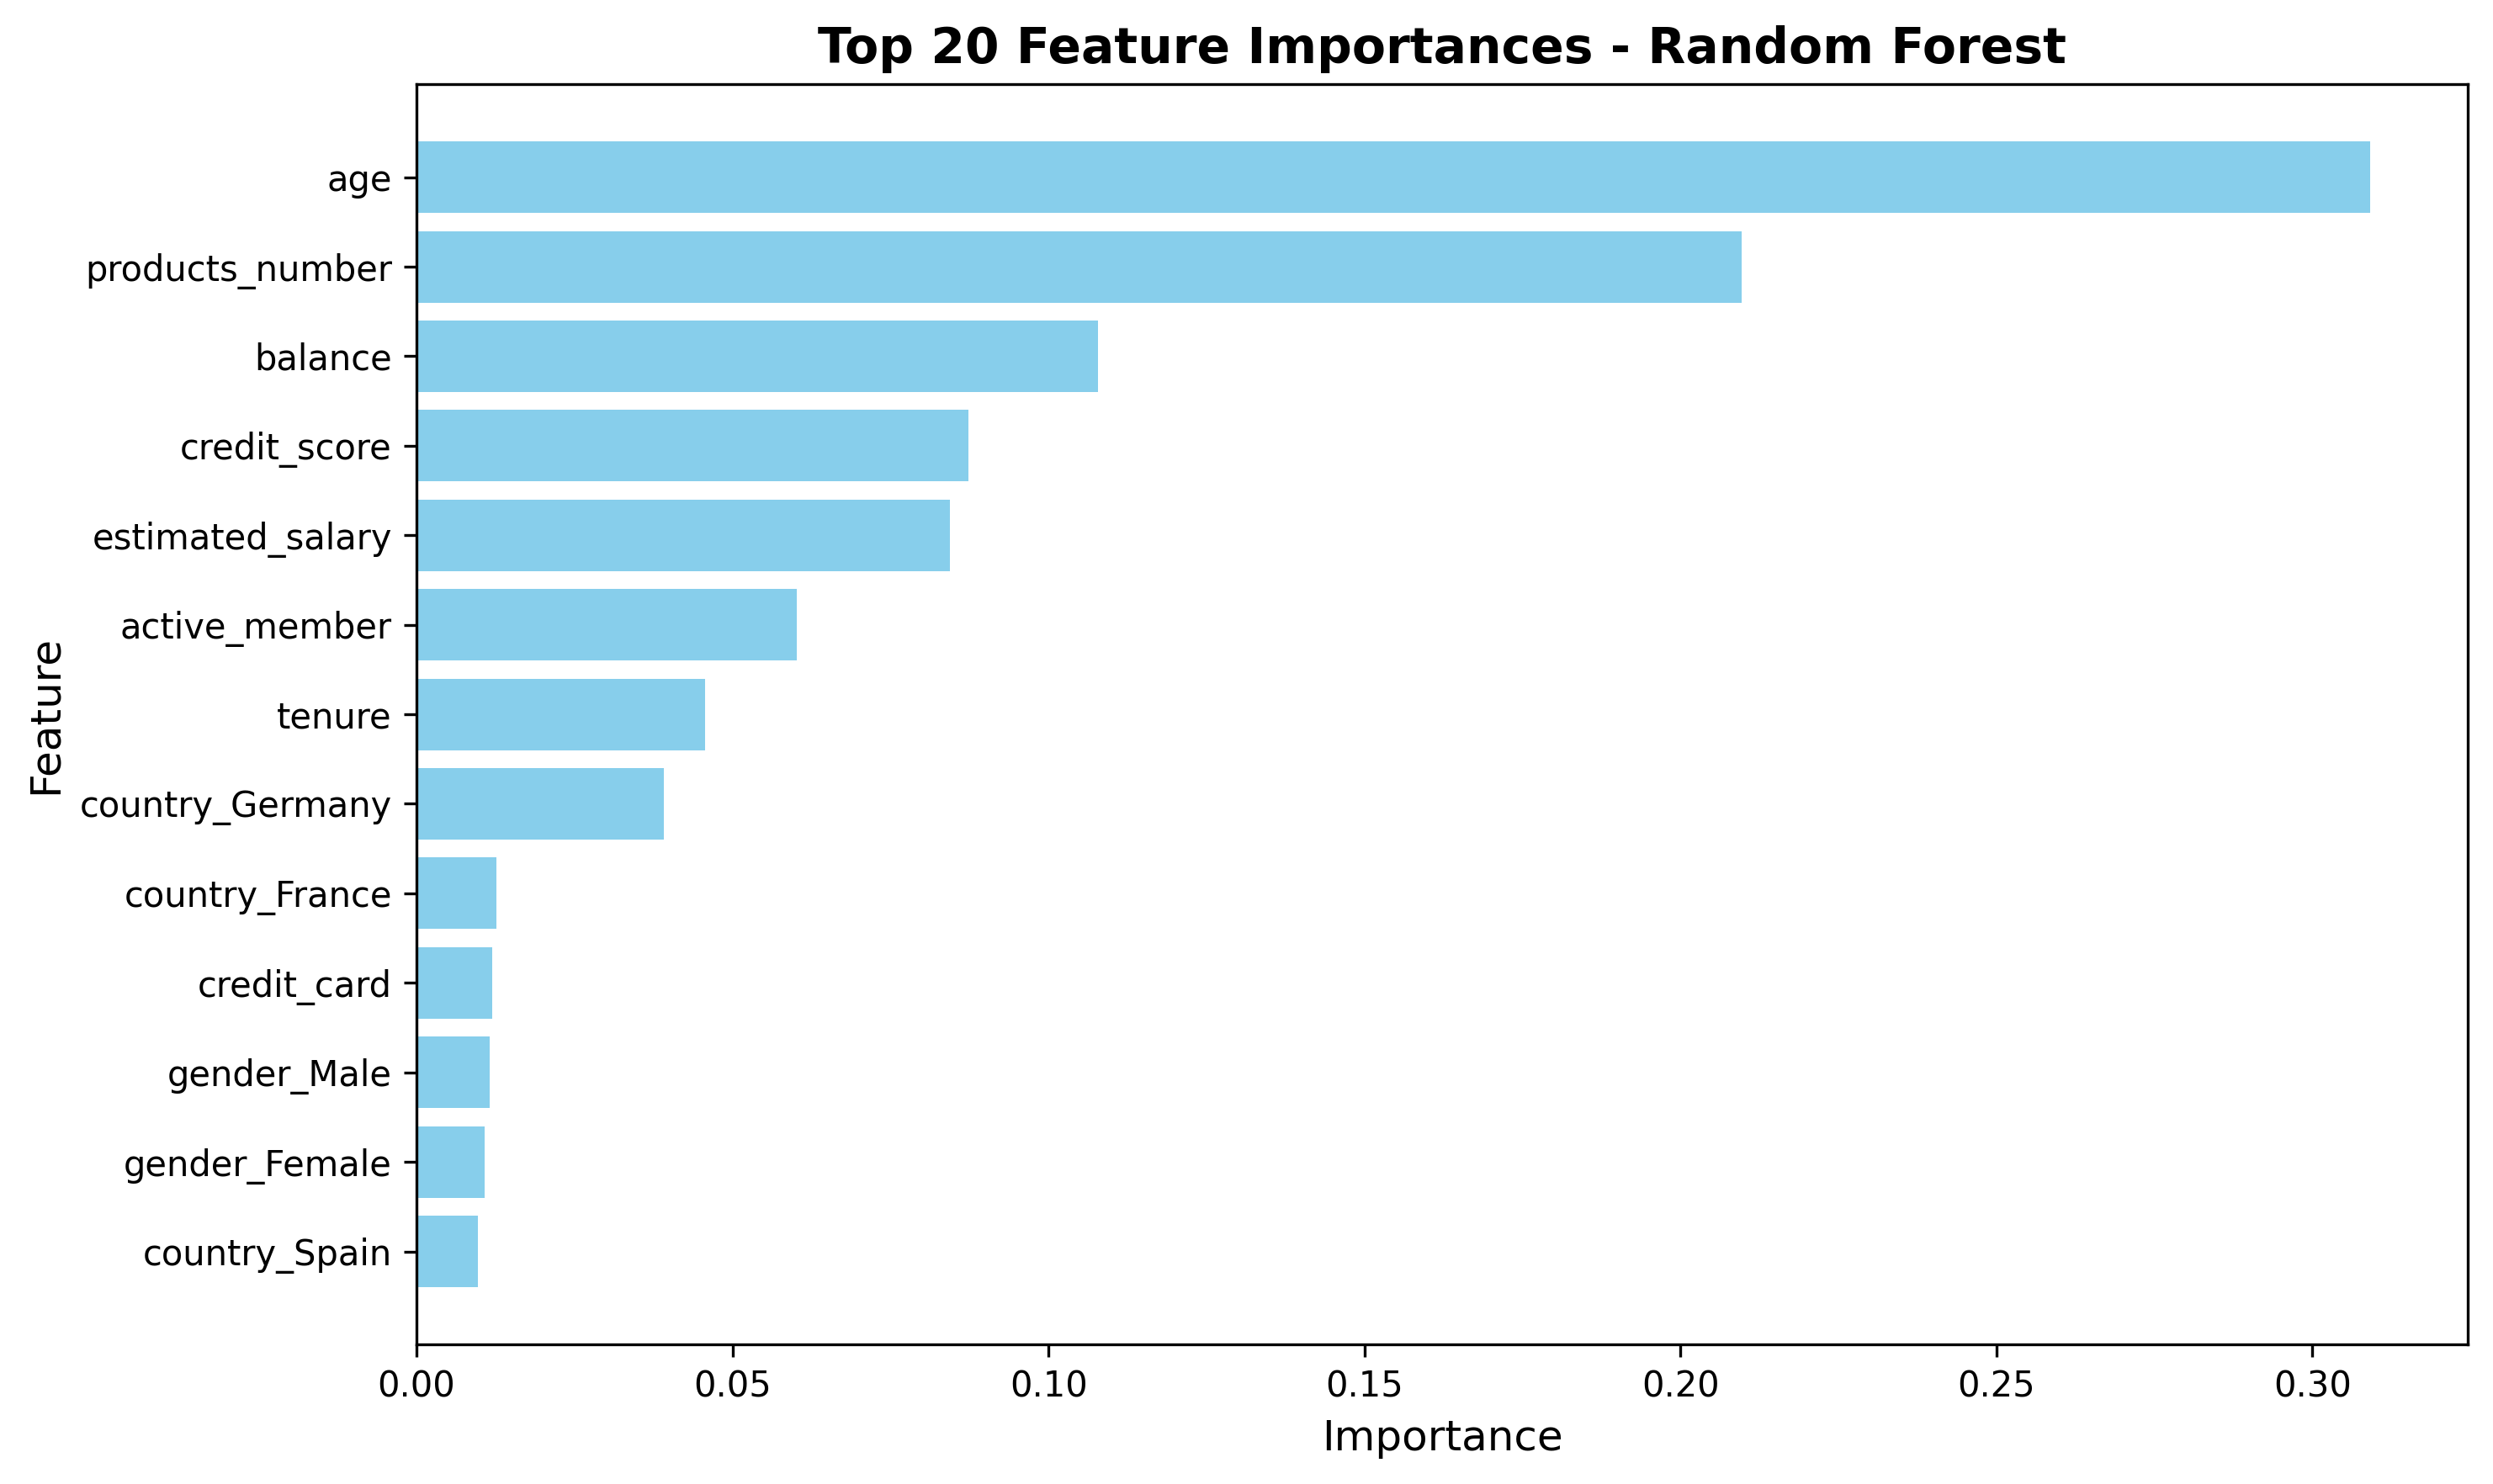 Top 20 Feature Importances - Random Forest
Feature
age
products_number
balance
credit_score
estimated_salary
active_member
tenure
country_Germany
country_France
credit_card
gender_Male
gender_Female
country_Spain
0.00 0.05 0.10 0.15 0.20 0.25 0.30
Importance